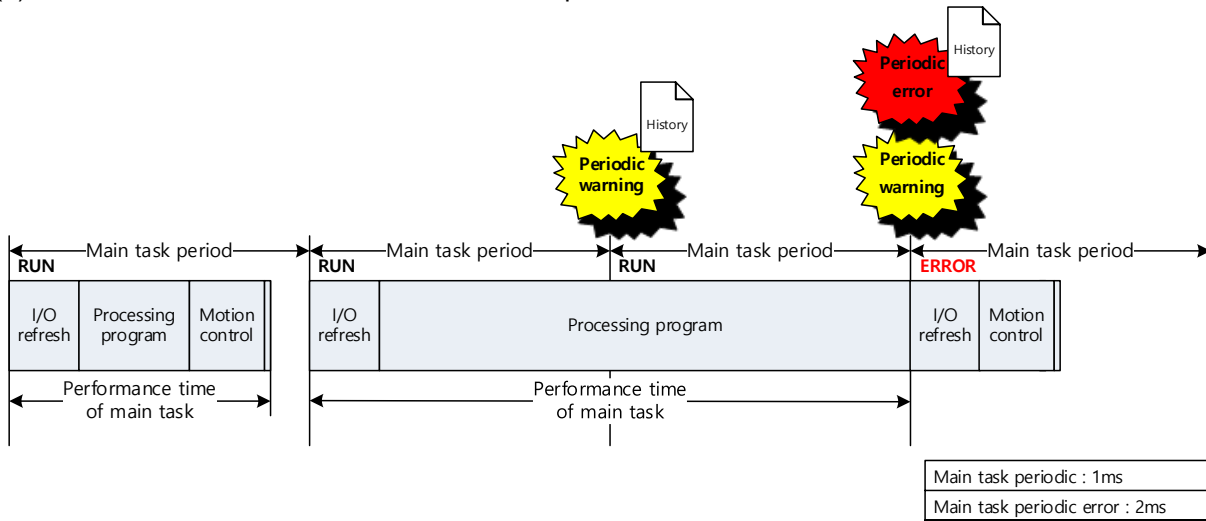 History
Periodic
error
History
Periodic
warning
Periodic
warning
Main task period
Main task period
Main task period
Main task period
RUN
RUN
RUN
ERROR
I/O
refresh
Processing
program
Motion
control
I/O
refresh
Processing program
I/O
refresh
Motion
control
Performance time
of main task
Performance time
of main task
Main task periodic : 1ms
Main task periodic error : 2ms